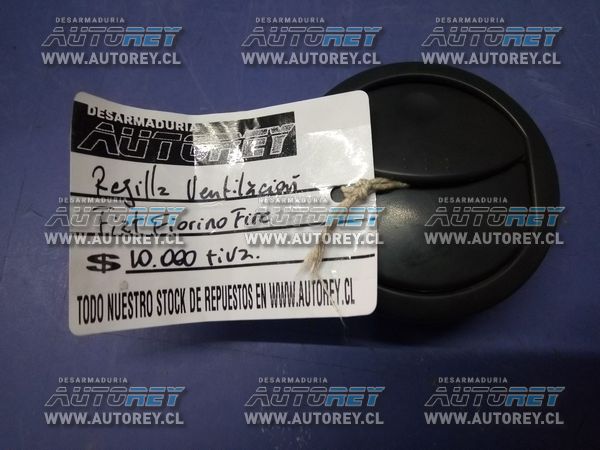 DESARMADURIA
AUTOREY
WWW.AUTOREY.CL
DESARMADURIA
AUTOREY
WWW.AUTOREY.CL
DESARMADURIA
AUTOREY
WWW.AUTOREY.CL
DESARMADURIA
AUTOREY
Regilla Ventilación
Fiat Fiorino Fire
$ 10.000 + iva.
TODO NUESTRO STOCK DE REPUESTOS EN WWW.AUTOREY.CL
DESARMADURIA
AUTOREY
WWW.AUTOREY.CL
DESARMADURIA
AUTOREY
WWW.AUTOREY.CL
DESARMADURIA
AUTOREY
WWW.AUTOREY.CL
DESARMADURIA
AUTOREY
WWW.AUTOREY.CL
DESARMADURIA
AUTOREY
WWW.AUTOREY.CL
DESARMADURIA
AUTOREY
WWW.AUTOREY.CL